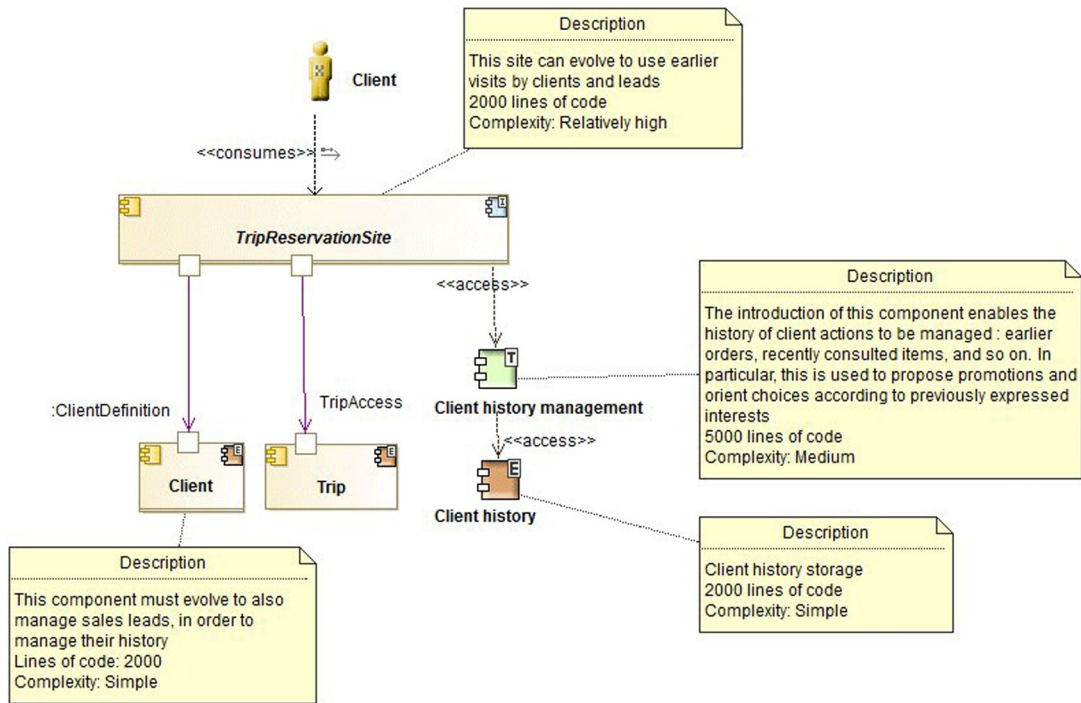 Description
This site can evolve to use earlier
visits by clients and leads
2000 lines of code
Complexity: Relatively high
Client
<<consumes>>
I
TripReservationSite
<<access>>
Description
The introduction of this component enables the
history of client actions to be managed : earlier
orders, recently consulted items, and so on. In
particular, this is used to propose promotions and
orient choices according to previously expressed
interests
5000 lines of code
Complexity: Medium
T
Client history management
:ClientDefinition
TripAccess
<<access>>
E
Client
E
Trip
E
Client history
Description
Client history storage
2000 lines of code
Complexity: Simple
Description
This component must evolve to also
manage sales leads, in order to
manage their history
Lines of code: 2000
Complexity: Simple